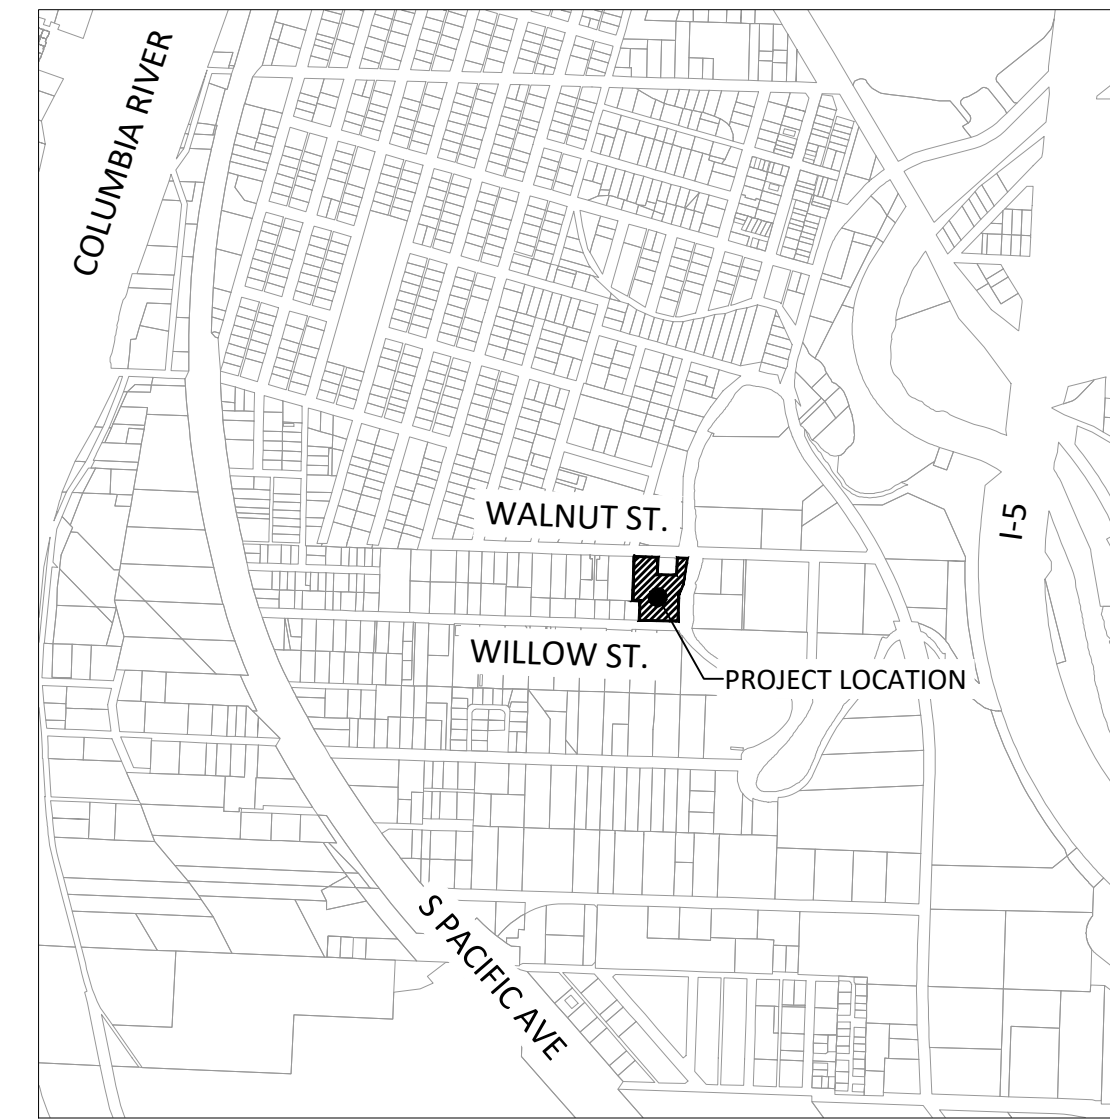 COLUMBIA RIVER
WALNUT ST.
I-5
WILLOW ST.
PROJECT LOCATION
S PACIFIC AVE